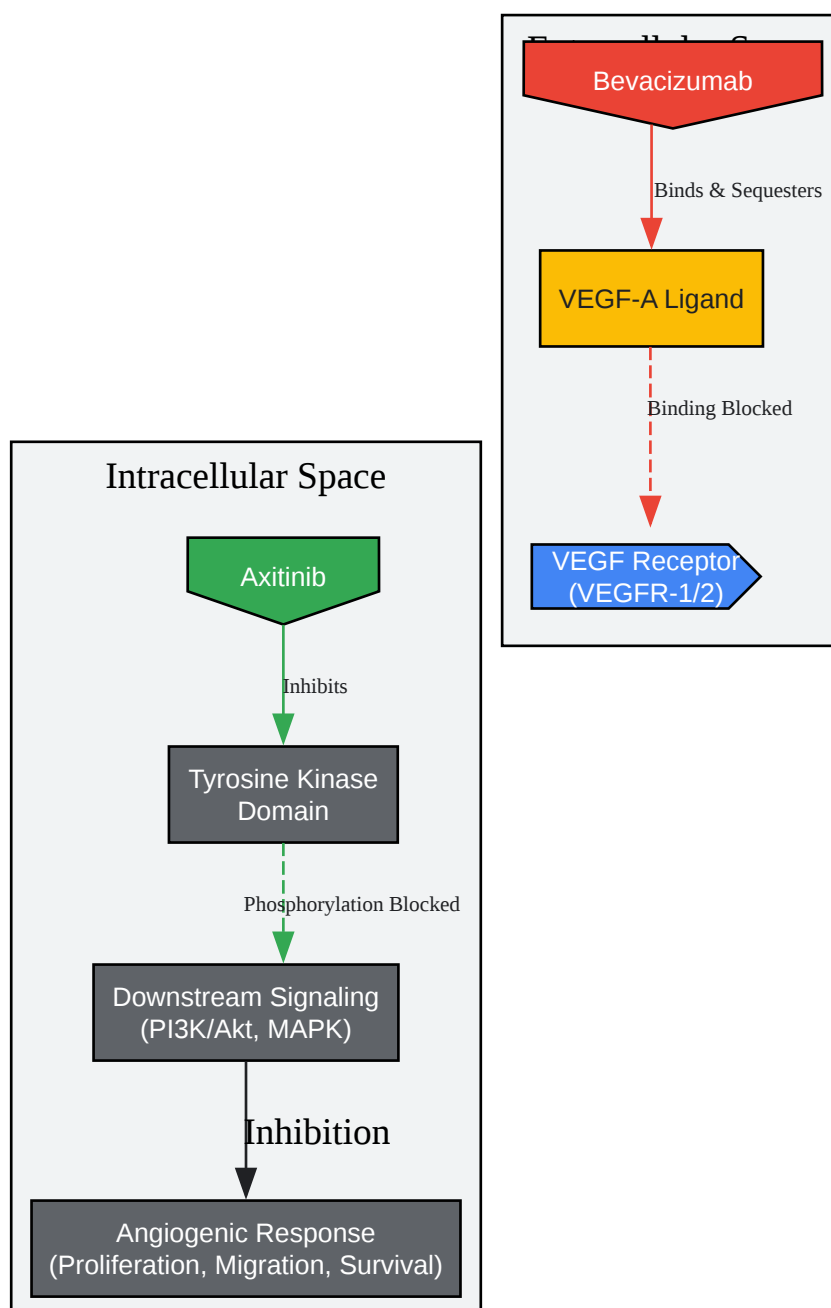 Bevacizumab
Binds & Sequesters
VEGF-A Ligand
Binding Blocked
VEGF Receptor
(VEGFR-1/2)
Intracellular Space
Axitinib
Inhibits
Tyrosine Kinase
Domain
Phosphorylation Blocked
Downstream Signaling
(PI3K/Akt, MAPK)
Inhibition
Angiogenic Response
(Proliferation, Migration, Survival)